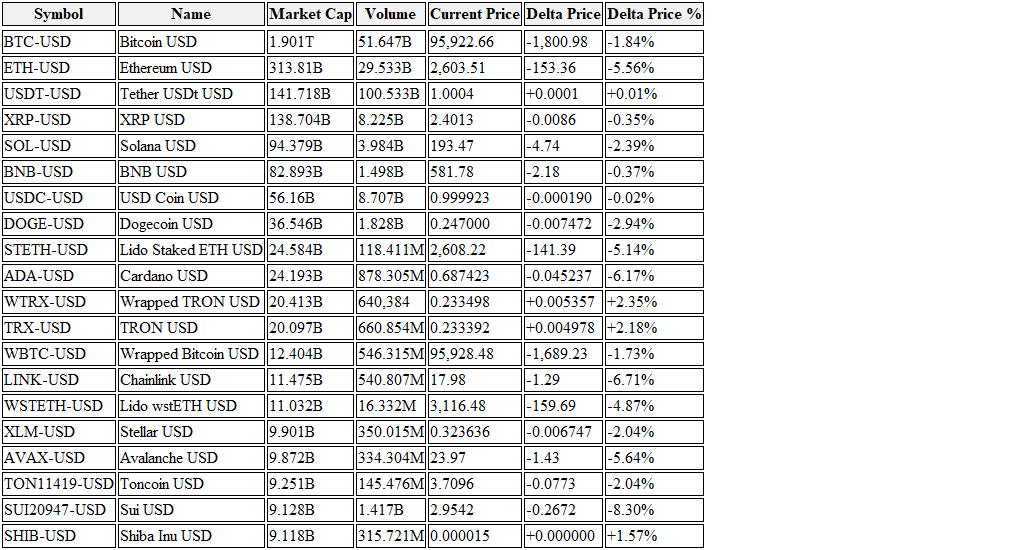 Symbol Name Market Cap Volume Current Price Delta Price Delta Price %
BTC-USD Bitcoin USD 1.901T 51.647B 95,922.66 -1,800.98 -1.84%
ETH-USD Ethereum USD 313.81B 29.533B 2,603.51 -153.36 -5.56%
USDT-USD Tether USDt USD 141.718B 100.533B 1.0004 +0.0001 +0.01%
XRP-USD XRP USD 138.704B 8.225B 2.4013 -0.0086 -0.35%
SOL-USD Solana USD 94.379B 3.984B 193.47 -4.74 -2.39%
BNB-USD BNB USD 82.893B 1.498B 581.78 -2.18 -0.37%
USDC-USD USD Coin USD 56.16B 8.707B 0.999923 -0.000190 -0.02%
DOGE-USD Dogecoin USD 36.546B 1.828B 0.247000 -0.007472 -2.94%
STETH-USD Lido Staked ETH USD 24.584B 118.411M 2,608.22 -141.39 -5.14%
ADA-USD Cardano USD 24.193B 878.305M 0.687423 -0.045237 -6.17%
WTRX-USD Wrapped TRON USD 20.413B 640,384 0.233498 +0.005357 +2.35%
TRX-USD TRON USD 20.097B 660.854M 0.233392 +0.004978 +2.18%
WBTC-USD Wrapped Bitcoin USD 12.404B 546.315M 95,928.48 -1,689.23 -1.73%
LINK-USD Chainlink USD 11.475B 540.807M 17.98 -1.29 -6.71%
WSTETH-USD Lido wstETH USD 11.032B 16.332M 3,116.48 -159.69 -4.87%
XLM-USD Stellar USD 9.901B 350.015M 0.323636 -0.006747 -2.04%
AVAX-USD Avalanche USD 9.872B 334.304M 23.97 -1.43 -5.64%
TON11419-USD Toncoin USD 9.251B 145.476M 3.7096 -0.0773 -2.04%
SUI20947-USD Sui USD 9.128B 1.417B 2.9542 -0.2672 -8.30%
SHIB-USD Shiba Inu USD 9.118B 315.721M 0.000015 +0.000000 +1.57%